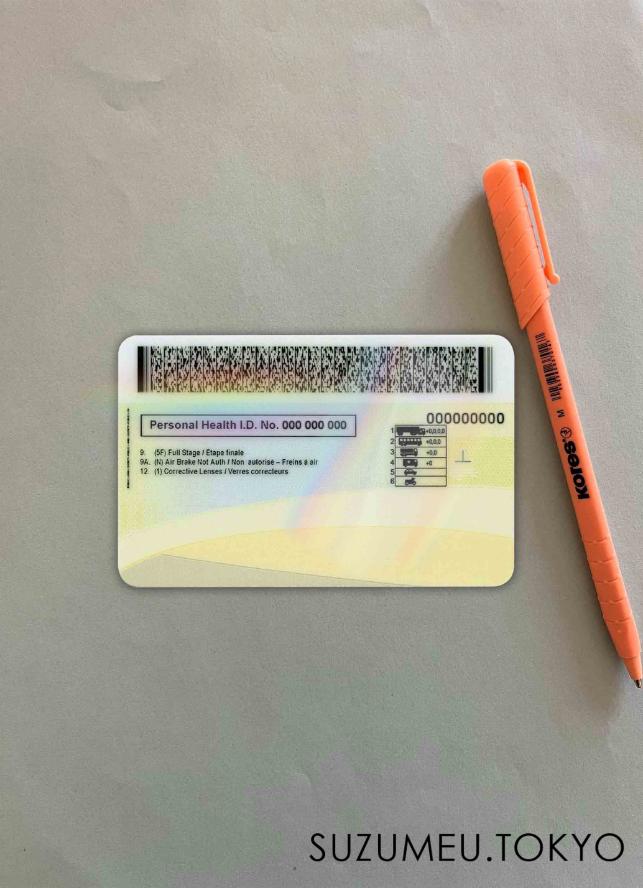 Personal Health I.D. No. 000 000 000
000000000
9. (5F) Full Stage / Étape finale
9A. (N) Air Brake Not Auth / Non autorise – Freins à air
12. (1) Corrective Lenses / Verres correcteurs
1 +0,0,0,0
2 +0,0,0
3 +0,0
4 +0
5
6
M
Kores
SUZUMEU.TOKYO